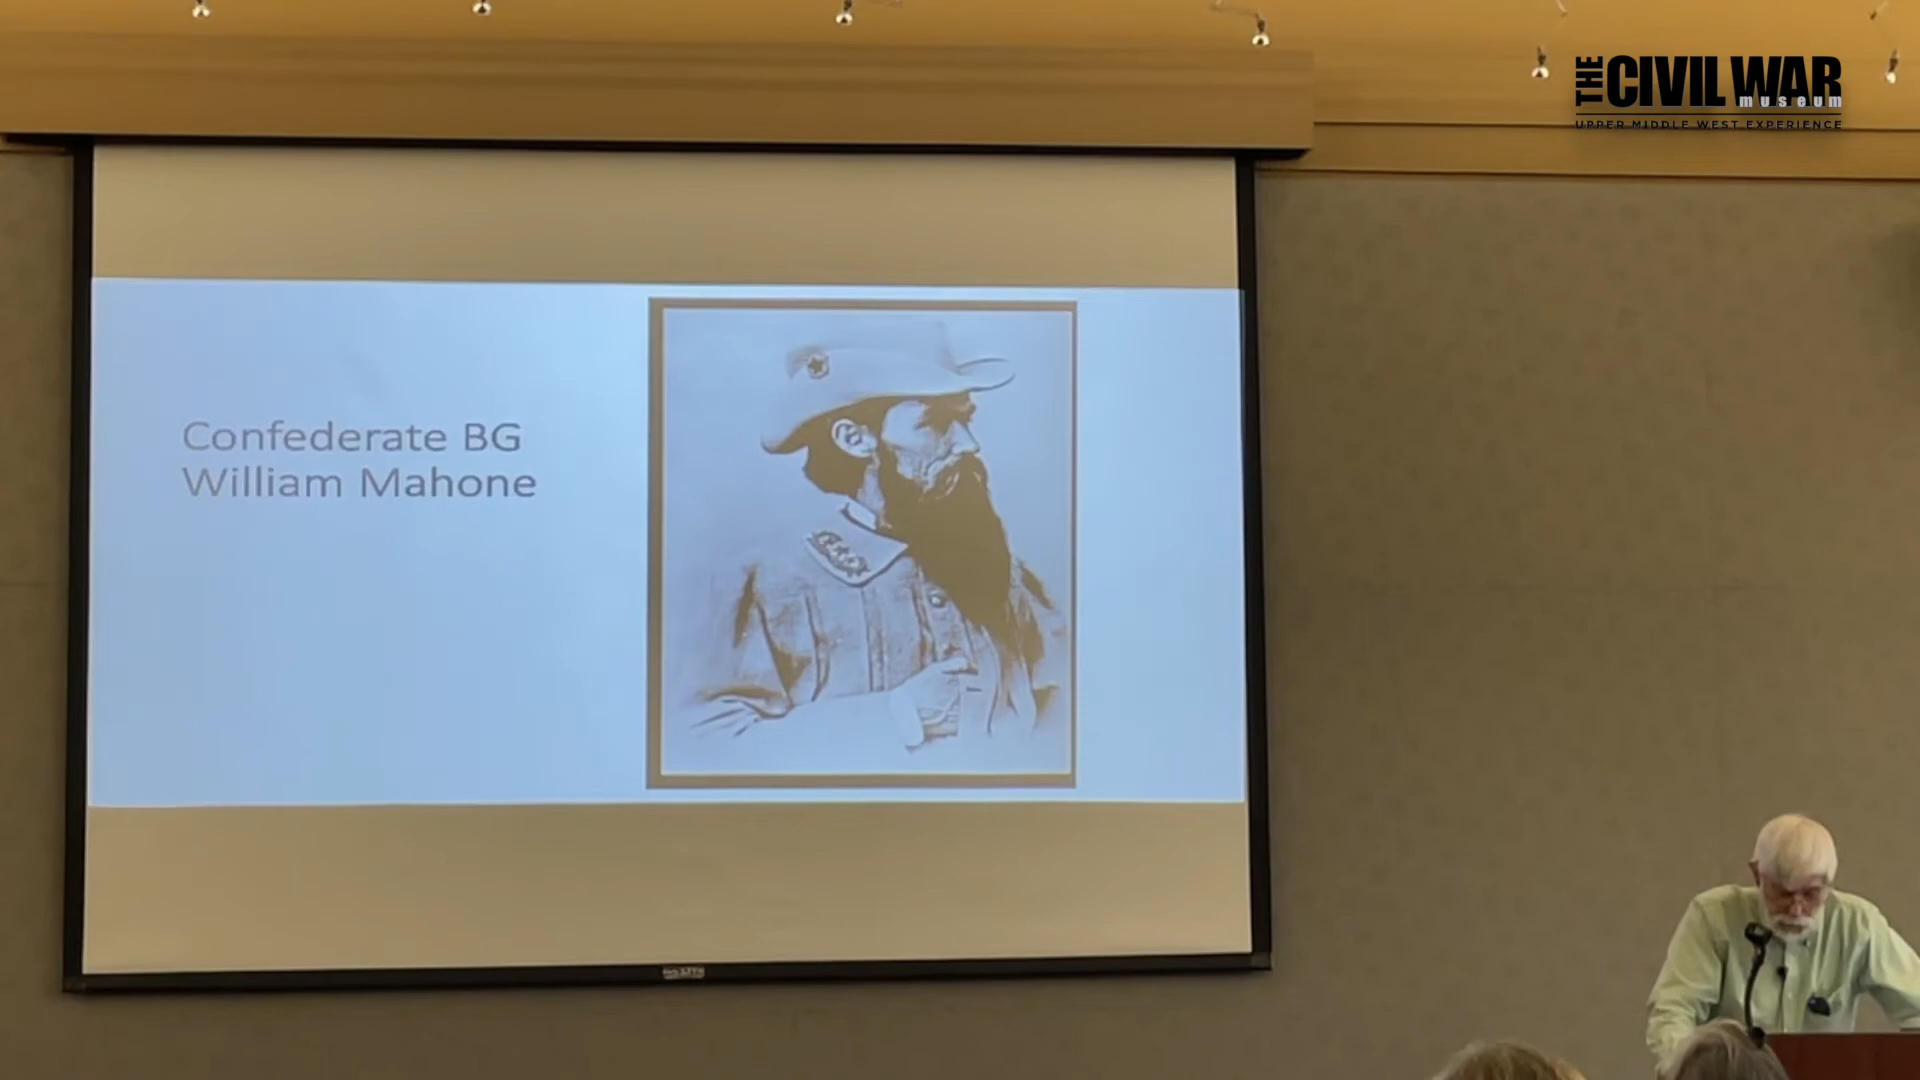 THE CIVIL WAR
museum
UPPER MIDDLE WEST EXPERIENCE
Confederate BG
William Mahone